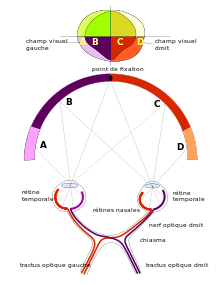 B C D
champ visuel gauche
champ visuel droit
point de fixation
B
C
A
D
rétine temporale
rétine temporale
rétines nasales
nerf optique droit
chiasma
tractus optique gauche
tractus optique droit